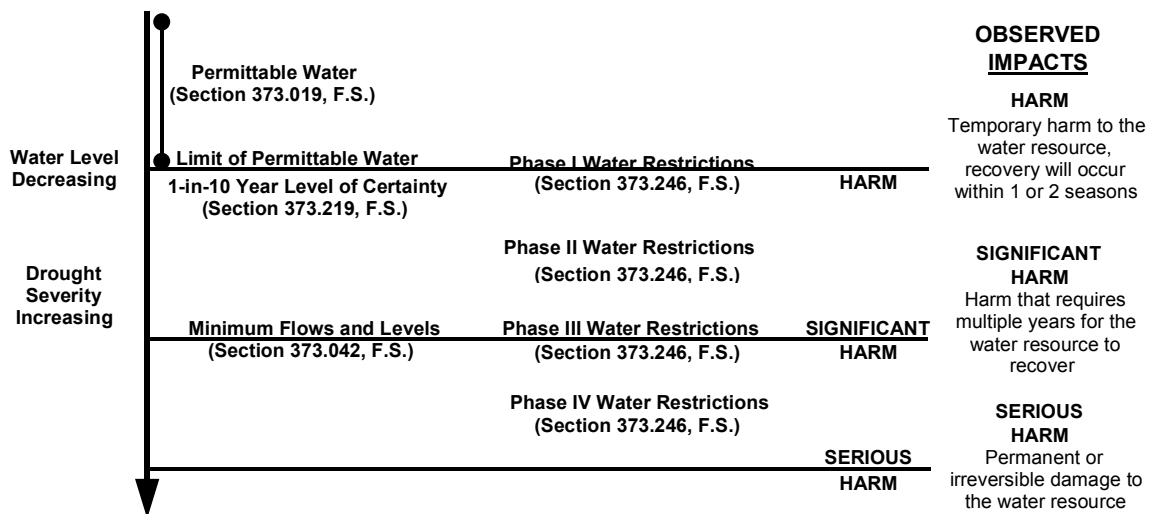 Permittable Water
(Section 373.019, F.S.)
Water Level
Decreasing
Limit of Permittable Water
1-in-10 Year Level of Certainty
(Section 373.219, F.S.)
Phase I Water Restrictions
(Section 373.246, F.S.)
HARM
Drought
Severity
Increasing
Phase II Water Restrictions
(Section 373.246, F.S.)
Minimum Flows and Levels
(Section 373.042, F.S.)
Phase III Water Restrictions
(Section 373.246, F.S.)
SIGNIFICANT
HARM
Phase IV Water Restrictions
(Section 373.246, F.S.)
SERIOUS
HARM
OBSERVED
IMPACTS
HARM
Temporary harm to the
water resource,
recovery will occur
within 1 or 2 seasons
SIGNIFICANT
HARM
Harm that requires
multiple years for the
water resource to
recover
SERIOUS
HARM
Permanent or
irreversible damage to
the water resource